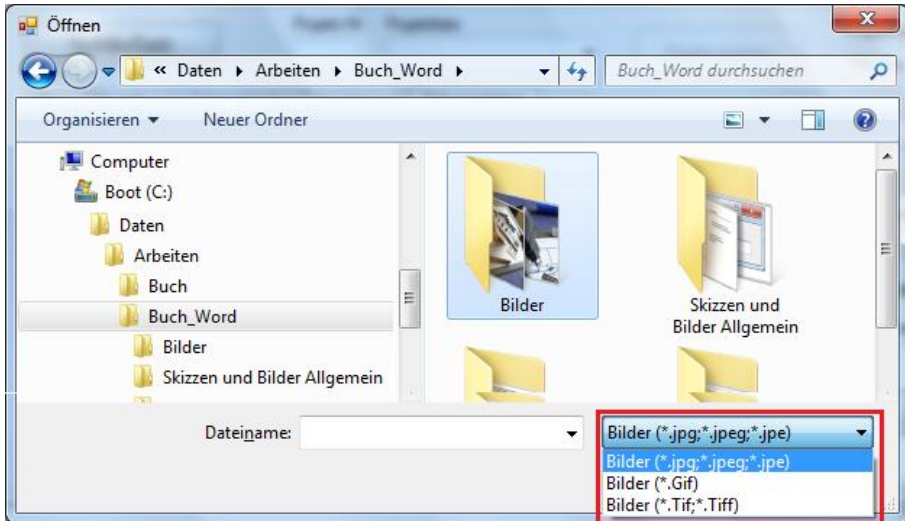 Öffnen
« Daten ▸ Arbeiten ▸ Buch_Word ▸
Buch_Word durchsuchen
Organisieren ▾ Neuer Ordner
Computer
Boot (C:)
Daten
Arbeiten
Buch
Buch_Word
Bilder
Skizzen und Bilder Allgemein
Bilder
Skizzen und
Bilder Allgemein
Dateiname:
Bilder (*.jpg;*.jpeg;*.jpe)
Bilder (*.jpg;*.jpeg;*.jpe)
Bilder (*.Gif)
Bilder (*.Tif;*.Tiff)